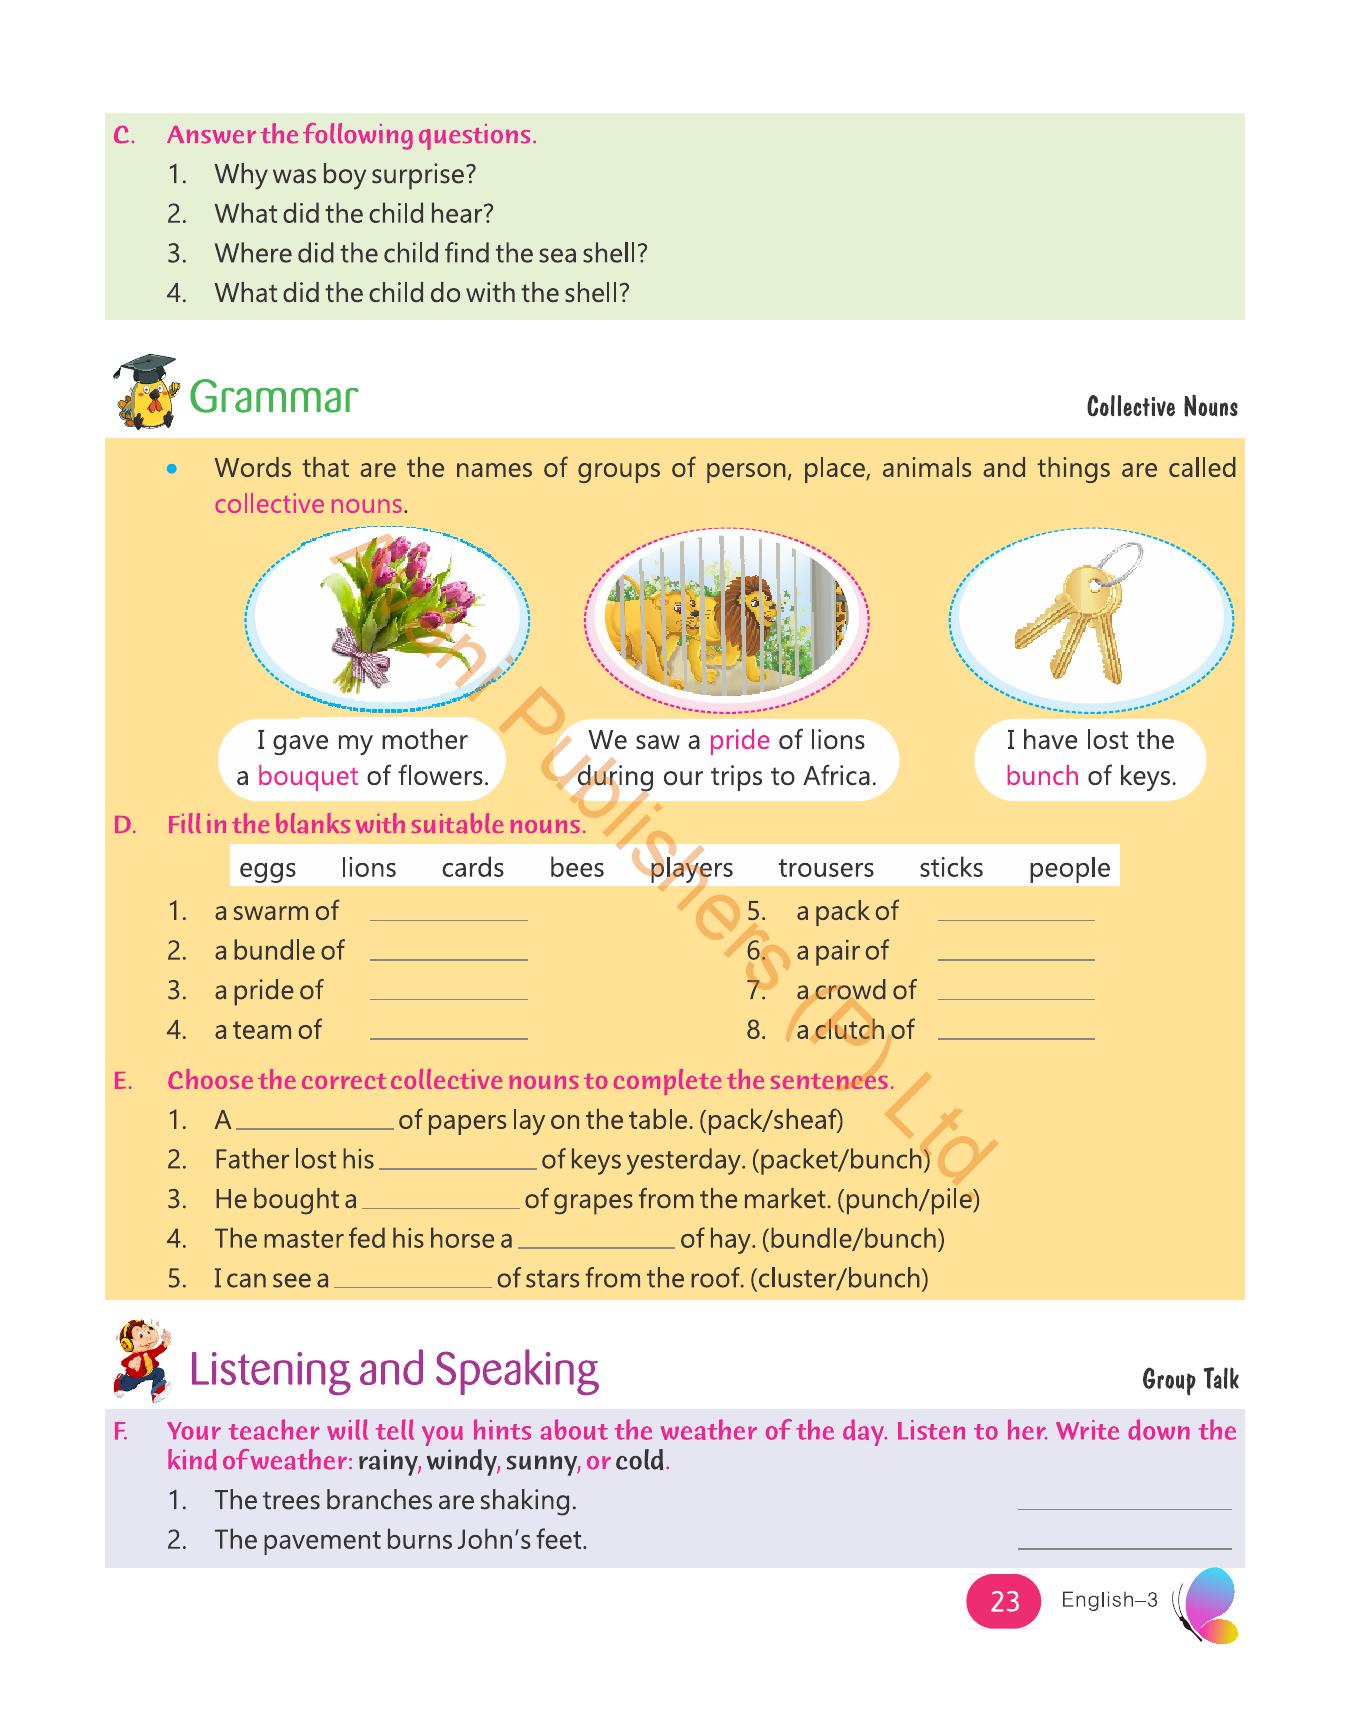 C. Answer the following questions.
1. Why was boy surprise?
2. What did the child hear?
3. Where did the child find the sea shell?
4. What did the child do with the shell?
Grammar
Collective Nouns
• Words that are the names of groups of person, place, animals and things are called
collective nouns.
I gave my mother
a bouquet of flowers.
We saw a pride of lions
during our trips to Africa.
I have lost the
bunch of keys.
D. Fill in the blanks with suitable nouns.
eggs lions cards bees players trousers sticks people
1. a swarm of ____________
2. a bundle of ____________
3. a pride of ____________
4. a team of ____________
5. a pack of ____________
6. a pair of ____________
7. a crowd of ____________
8. a clutch of ____________
E. Choose the correct collective nouns to complete the sentences.
1. A ____________ of papers lay on the table. (pack/sheaf)
2. Father lost his ____________ of keys yesterday. (packet/bunch)
3. He bought a ____________ of grapes from the market. (punch/pile)
4. The master fed his horse a ____________ of hay. (bundle/bunch)
5. I can see a ____________ of stars from the roof. (cluster/bunch)
Listening and Speaking
Group Talk
F. Your teacher will tell you hints about the weather of the day. Listen to her. Write down the
kind of weather: rainy, windy, sunny, or cold.
1. The trees branches are shaking. ____________
2. The pavement burns John's feet. ____________
23 English–3
Publishers (P) Ltd.